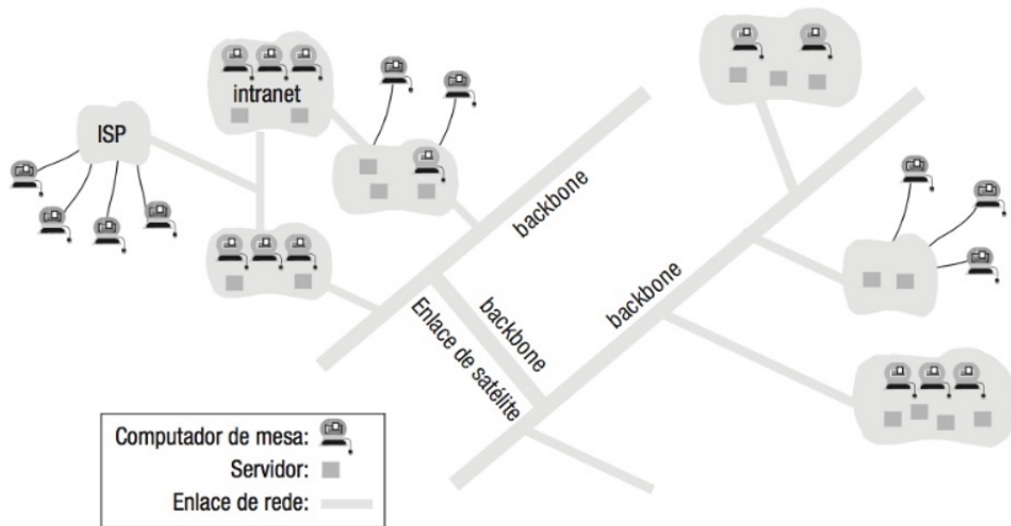 intranet
ISP
backbone
backbone
backbone
Enlace de satélite
Computador de mesa:
Servidor:
Enlace de rede: